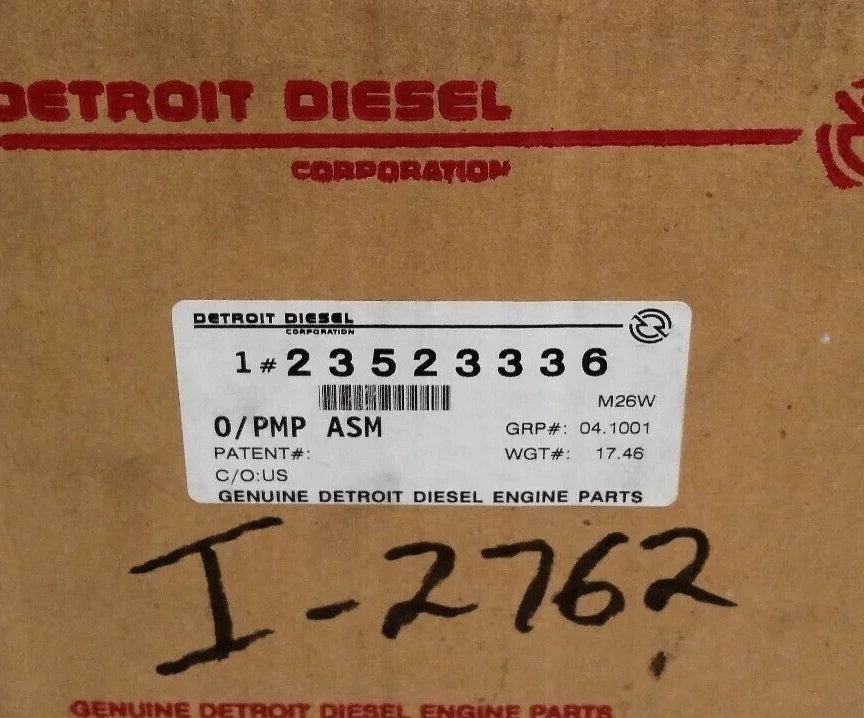 DETROIT DIESEL
CORPORATION
DETROIT DIESEL
CORPORATION
1# 23523336
M26W
O/PMP ASM GRP#: 04.1001
PATENT#: WGT#: 17.46
C/O:US
GENUINE DETROIT DIESEL ENGINE PARTS
I-2762
GENUINE DETROIT DIESEL ENGINE PARTS